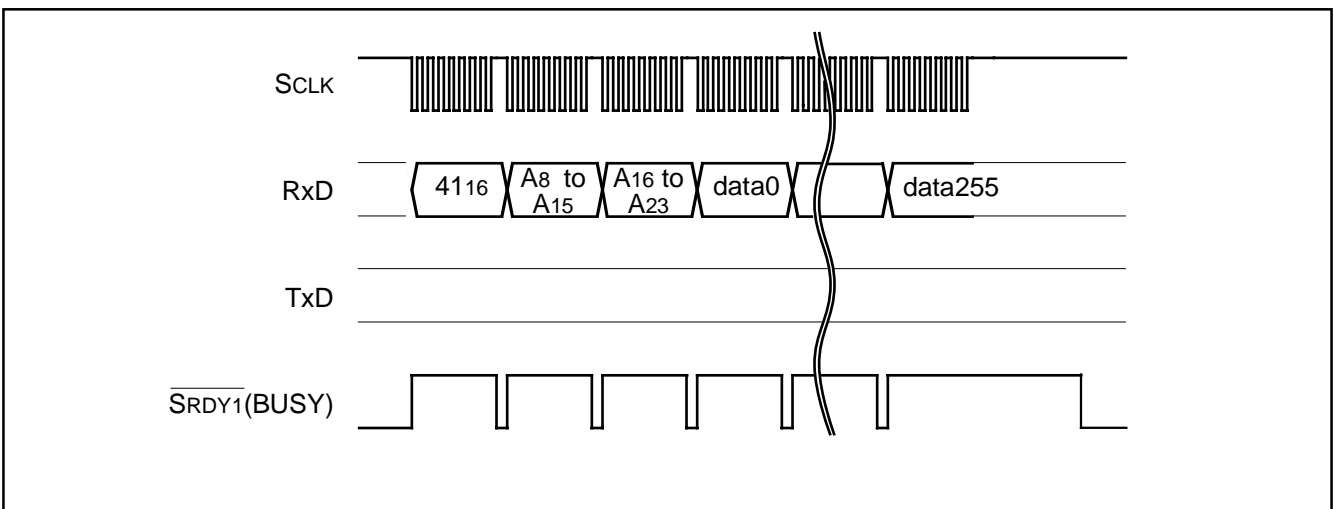 SCLK
RxD
4116
A8 to
A15
A16 to
A23
data0
data255
TxD
SRDY1(BUSY)